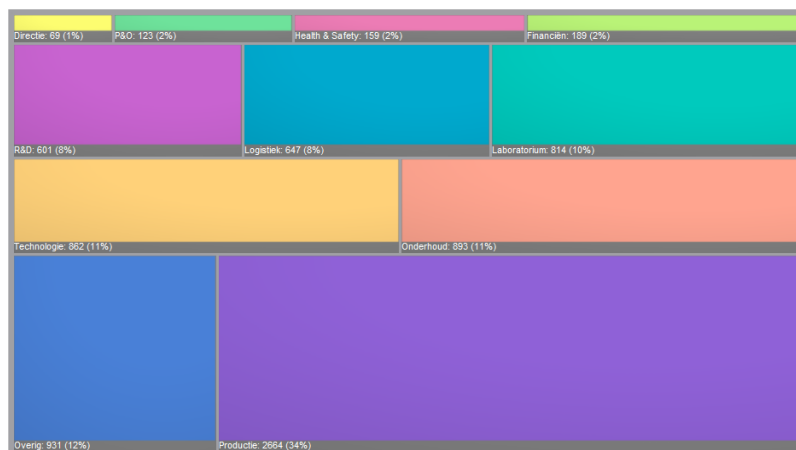 Directie: 69 (1%)
P&O: 123 (2%)
Health & Safety: 159 (2%)
Financiën: 189 (2%)
R&D: 601 (8%)
Logistiek: 647 (8%)
Laboratorium: 814 (10%)
Technologie: 862 (11%)
Onderhoud: 893 (11%)
Overig: 931 (12%)
Productie: 2664 (34%)